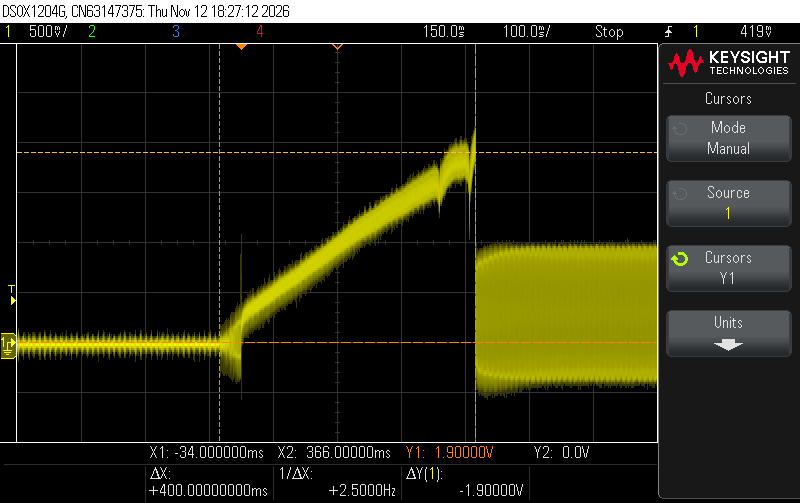 DSOX1204G, CN63147375: Thu Nov 12 18:27:12 2026
1 500mV/ 2 3 4 150.0ms 100.0ms/ Stop 1 419mV
KEYSIGHT
TECHNOLOGIES
Cursors
Mode
Manual
Source
1
Cursors
Y1
Units
T
1
X1: -34.000000ms X2: 366.00000ms Y1: 1.90000V Y2: 0.0V
ΔX: 1/ΔX: ΔY(1):
+400.00000000ms +2.5000Hz -1.90000V